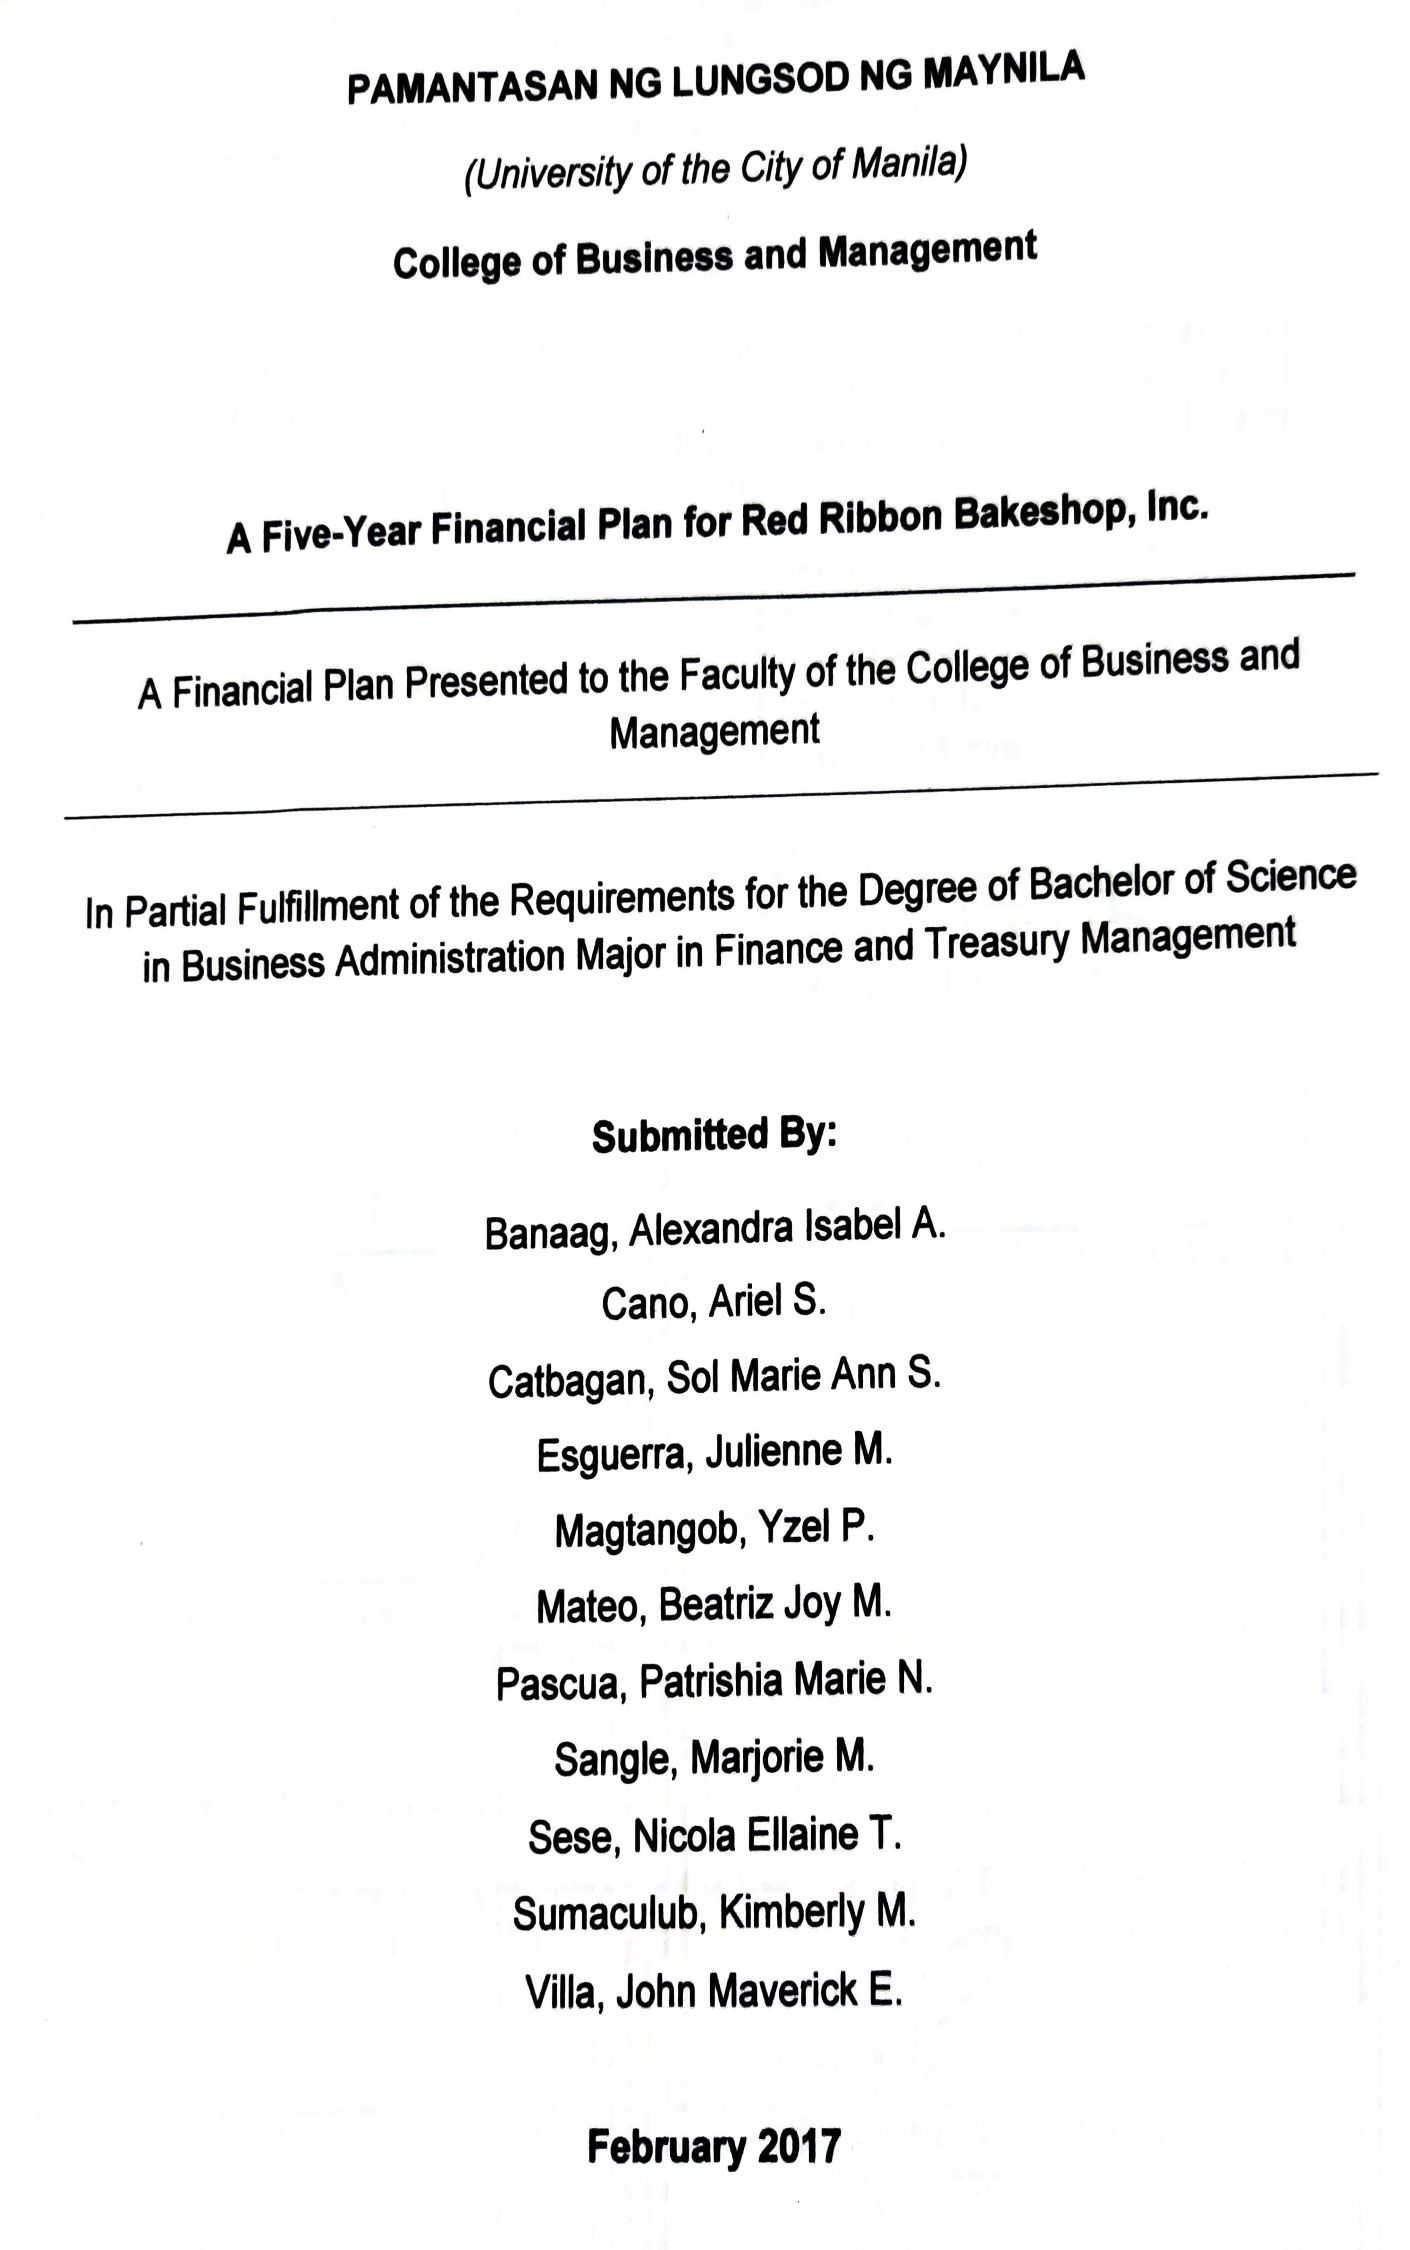 PAMANTASAN NG LUNGSOD NG MAYNILA
(University of the City of Manila)
College of Business and Management
A Five-Year Financial Plan for Red Ribbon Bakeshop, Inc.
A Financial Plan Presented to the Faculty of the College of Business and
Management
In Partial Fulfillment of the Requirements for the Degree of Bachelor of Science
in Business Administration Major in Finance and Treasury Management
Submitted By:
Banaag, Alexandra Isabel A.
Cano, Ariel S.
Catbagan, Sol Marie Ann S.
Esguerra, Julienne M.
Magtangob, Yzel P.
Mateo, Beatriz Joy M.
Pascua, Patrishia Marie N.
Sangle, Marjorie M.
Sese, Nicola Ellaine T.
Sumaculub, Kimberly M.
Villa, John Maverick E.
February 2017